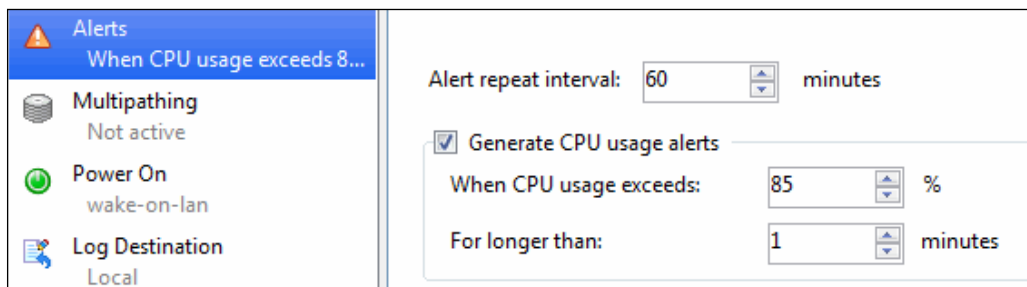 Alerts
When CPU usage exceeds 8...
Multipathing
Not active
Power On
wake-on-lan
Log Destination
Local
Alert repeat interval: 60 minutes
Generate CPU usage alerts
When CPU usage exceeds: 85 %
For longer than: 1 minutes